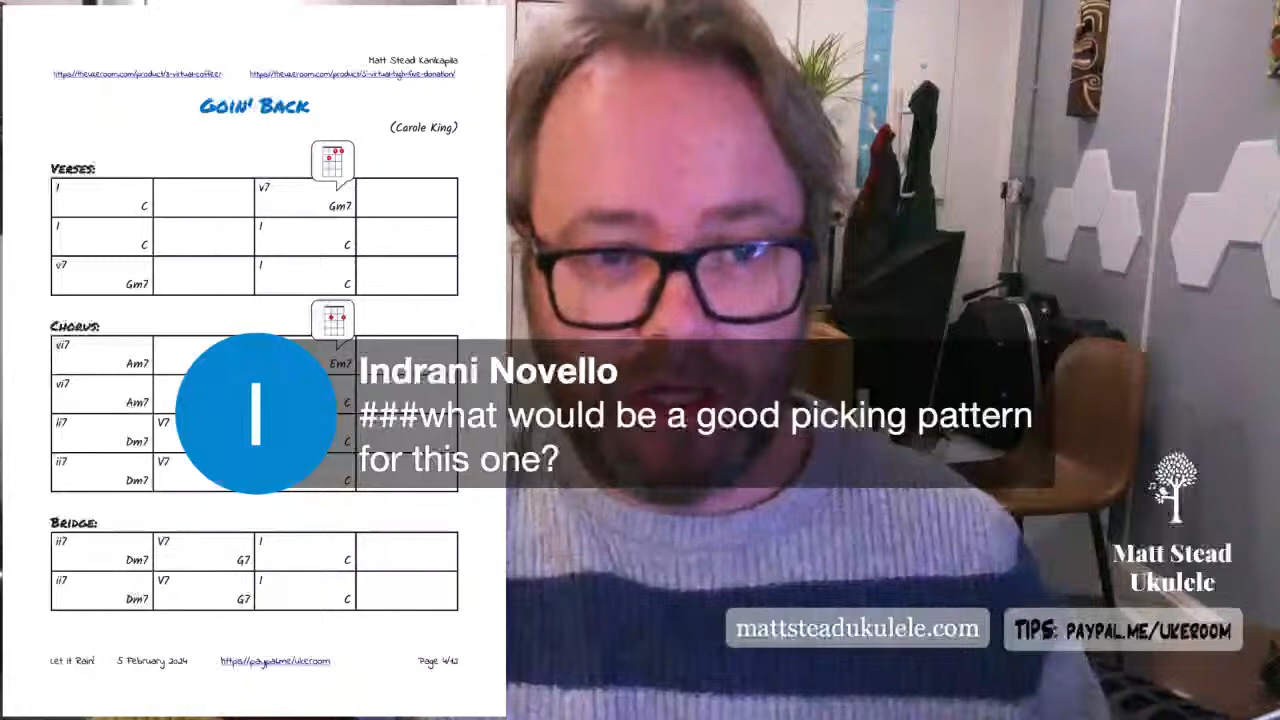 Matt Stead Kanikapila
https://theukeroom.com/product/3-virtual-coffee/ https://theukeroom.com/product/5-virtual-high-five-donation/
Goin' Back
(Carole King)
Verses:
I v7
C Gm7
I I
C C
v7 I
Gm7 C
Chorus:
vi7
Am7 Em7
vi7
Am7 C
ii7 V7
Dm7 C
ii7 V7
Dm7 C
Bridge:
ii7 V7 I
Dm7 G7 C
ii7 V7 I
Dm7 G7 C
Let It Rain! 5 February 2024 https://paypal.me/ukeroom Page 4/42
I
Indrani Novello
###what would be a good picking pattern
for this one?
Matt Stead
Ukulele
mattsteadukulele.com
TIPS: PAYPAL.ME/UKEROOM